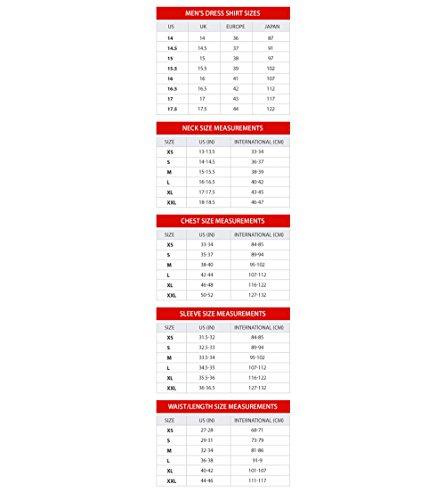 MEN'S DRESS SHIRT SIZES
US UK EUROPE JAPAN
14 14 36 87
14.5 14.5 37 91
15 15 38 97
15.5 15.5 39 102
16 16 41 107
16.5 16.5 42 112
17 17 43 117
17.5 17.5 44 122
NECK SIZE MEASUREMENTS
SIZE US (IN) INTERNATIONAL (CM)
XS 13-13.5 33-34
S 14-14.5 36-37
M 15-15.5 38-39
L 16-16.5 40-42
XL 17-17.5 43-45
XXL 18-18.5 46-47
CHEST SIZE MEASUREMENTS
SIZE US (IN) INTERNATIONAL (CM)
XS 33-34 84-85
S 35-37 89-94
M 38-40 95-102
L 42-44 107-112
XL 46-48 116-122
XXL 50-52 127-132
SLEEVE SIZE MEASUREMENTS
SIZE US (IN) INTERNATIONAL (CM)
XS 31.5-32 84-85
S 32.5-33 89-94
M 33.5-34 95-102
L 34.5-35 107-112
XL 35.5-36 116-122
XXL 36-36.5 127-132
WAIST/LENGTH SIZE MEASUREMENTS
SIZE US (IN) INTERNATIONAL (CM)
XS 27-28 68-71
S 29-31 73-79
M 32-34 81-86
L 36-38 91-9
XL 40-42 101-107
XXL 44-46 111-117